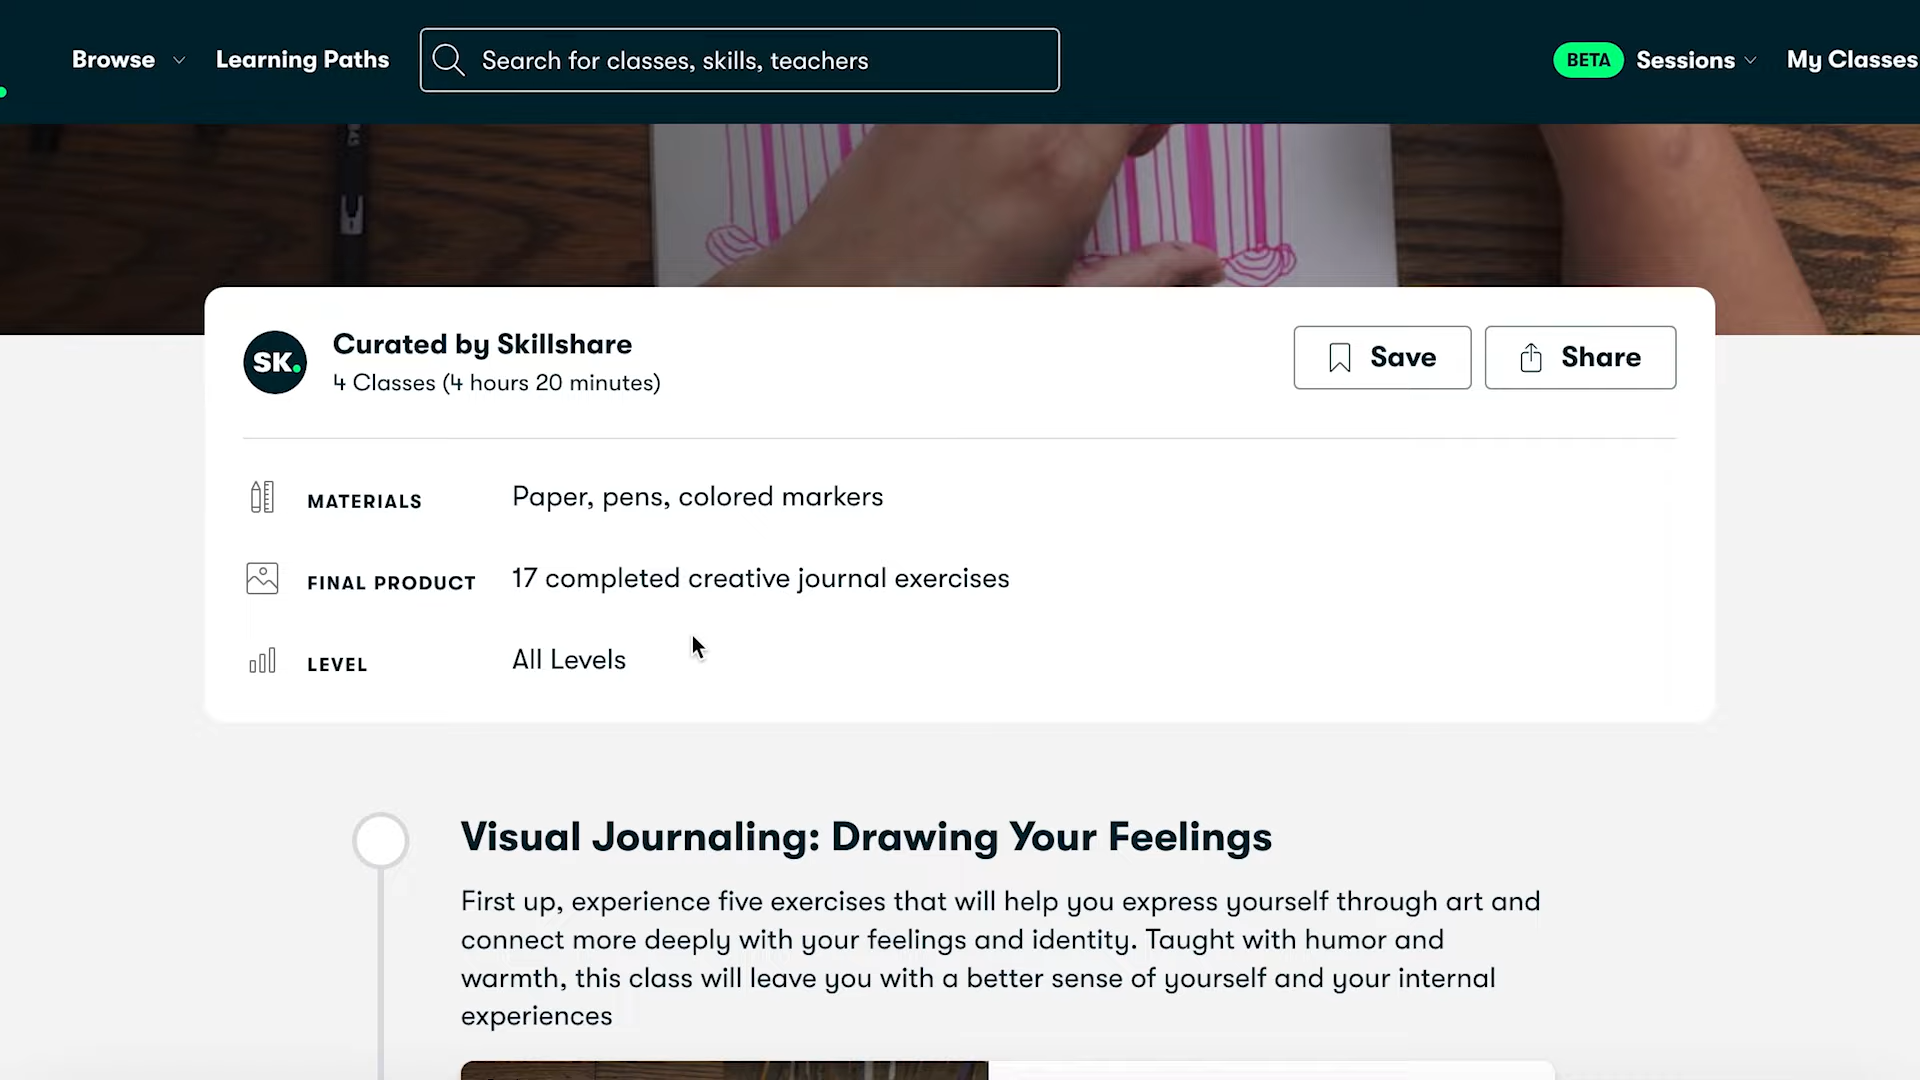 Browse
Learning Paths
Search for classes, skills, teachers
BETA
Sessions
My Classes
SK.
Curated by Skillshare
4 Classes (4 hours 20 minutes)
Save
Share
MATERIALS
Paper, pens, colored markers
FINAL PRODUCT
17 completed creative journal exercises
LEVEL
All Levels
Visual Journaling: Drawing Your Feelings
First up, experience five exercises that will help you express yourself through art and
connect more deeply with your feelings and identity. Taught with humor and
warmth, this class will leave you with a better sense of yourself and your internal
experiences